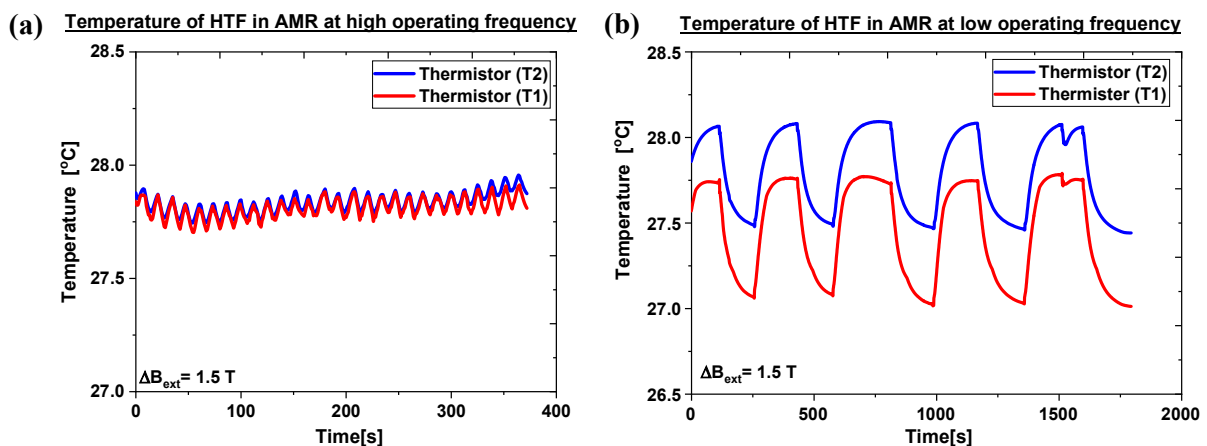 (a) Temperature of HTF in AMR at high operating frequency
28.5
28.0
27.5
27.0
Temperature [°C]
Thermistor (T2)
Thermistor (T1)
ΔBext= 1.5 T
0 100 200 300 400
Time[s]
(b) Temperature of HTF in AMR at low operating frequency
28.5
28.0
27.5
27.0
26.5
Temperature [°C]
Thermistor (T2)
Thermister (T1)
ΔBext= 1.5 T
0 500 1000 1500 2000
Time[s]